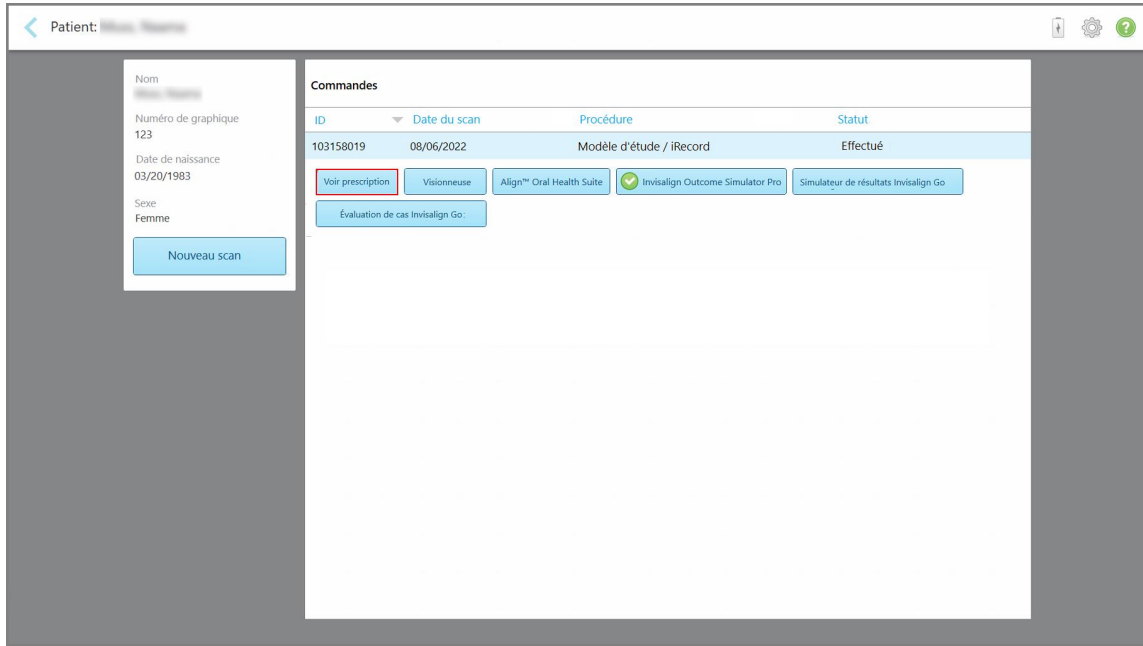 Patient:
Nom
Numéro de graphique
123
Date de naissance
03/20/1983
Sexe
Femme
Nouveau scan
Commandes
ID Date du scan Procédure Statut
103158019 08/06/2022 Modèle d'étude / iRecord Effectué
Voir prescription Visionneuse Align™ Oral Health Suite Invisalign Outcome Simulator Pro Simulateur de résultats Invisalign Go
Évaluation de cas Invisalign Go: